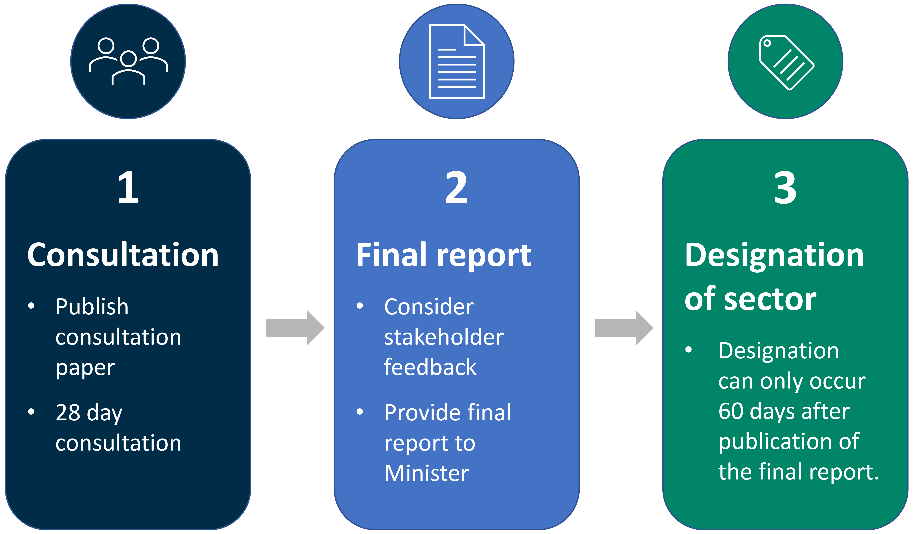 1
Consultation
• Publish
consultation
paper
• 28 day
consultation
2
Final report
• Consider
stakeholder
feedback
• Provide final
report to
Minister
3
Designation
of sector
• Designation
can only occur
60 days after
publication of
the final report.